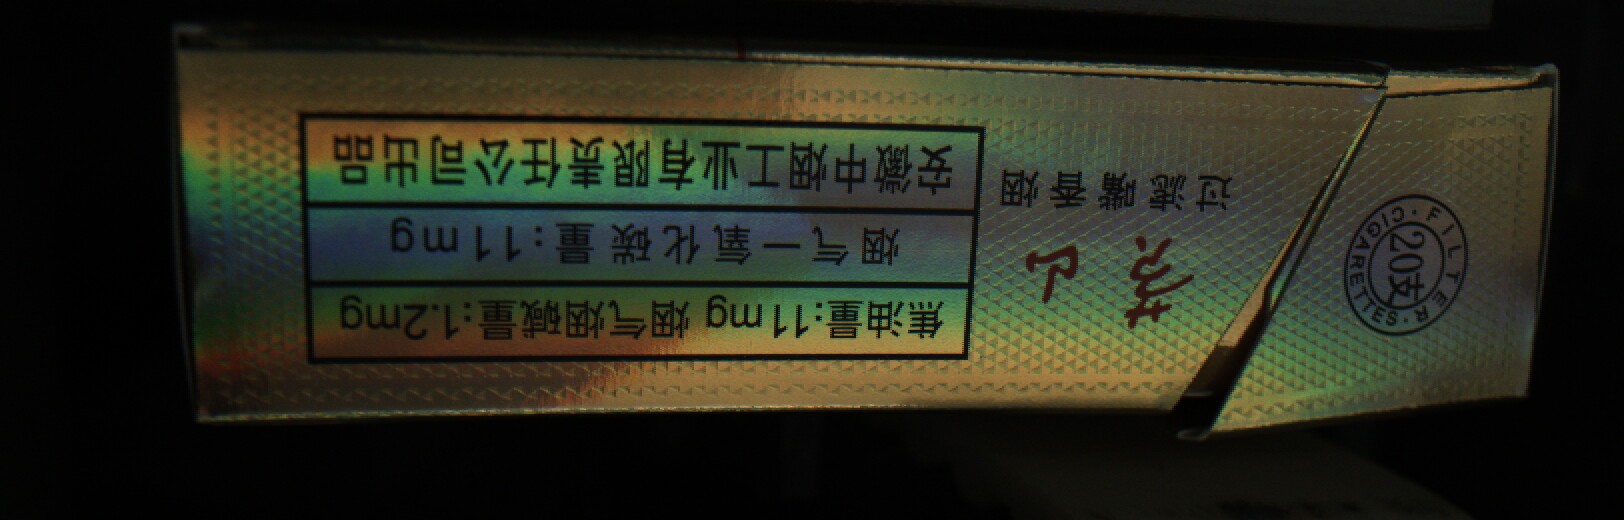 FILTER·CIGARETTES·
20支
黄山
过滤嘴香烟
焦油量:11mg 烟气烟碱量:1.2mg
烟气一氧化碳量:11mg
安徽中烟工业有限责任公司出品